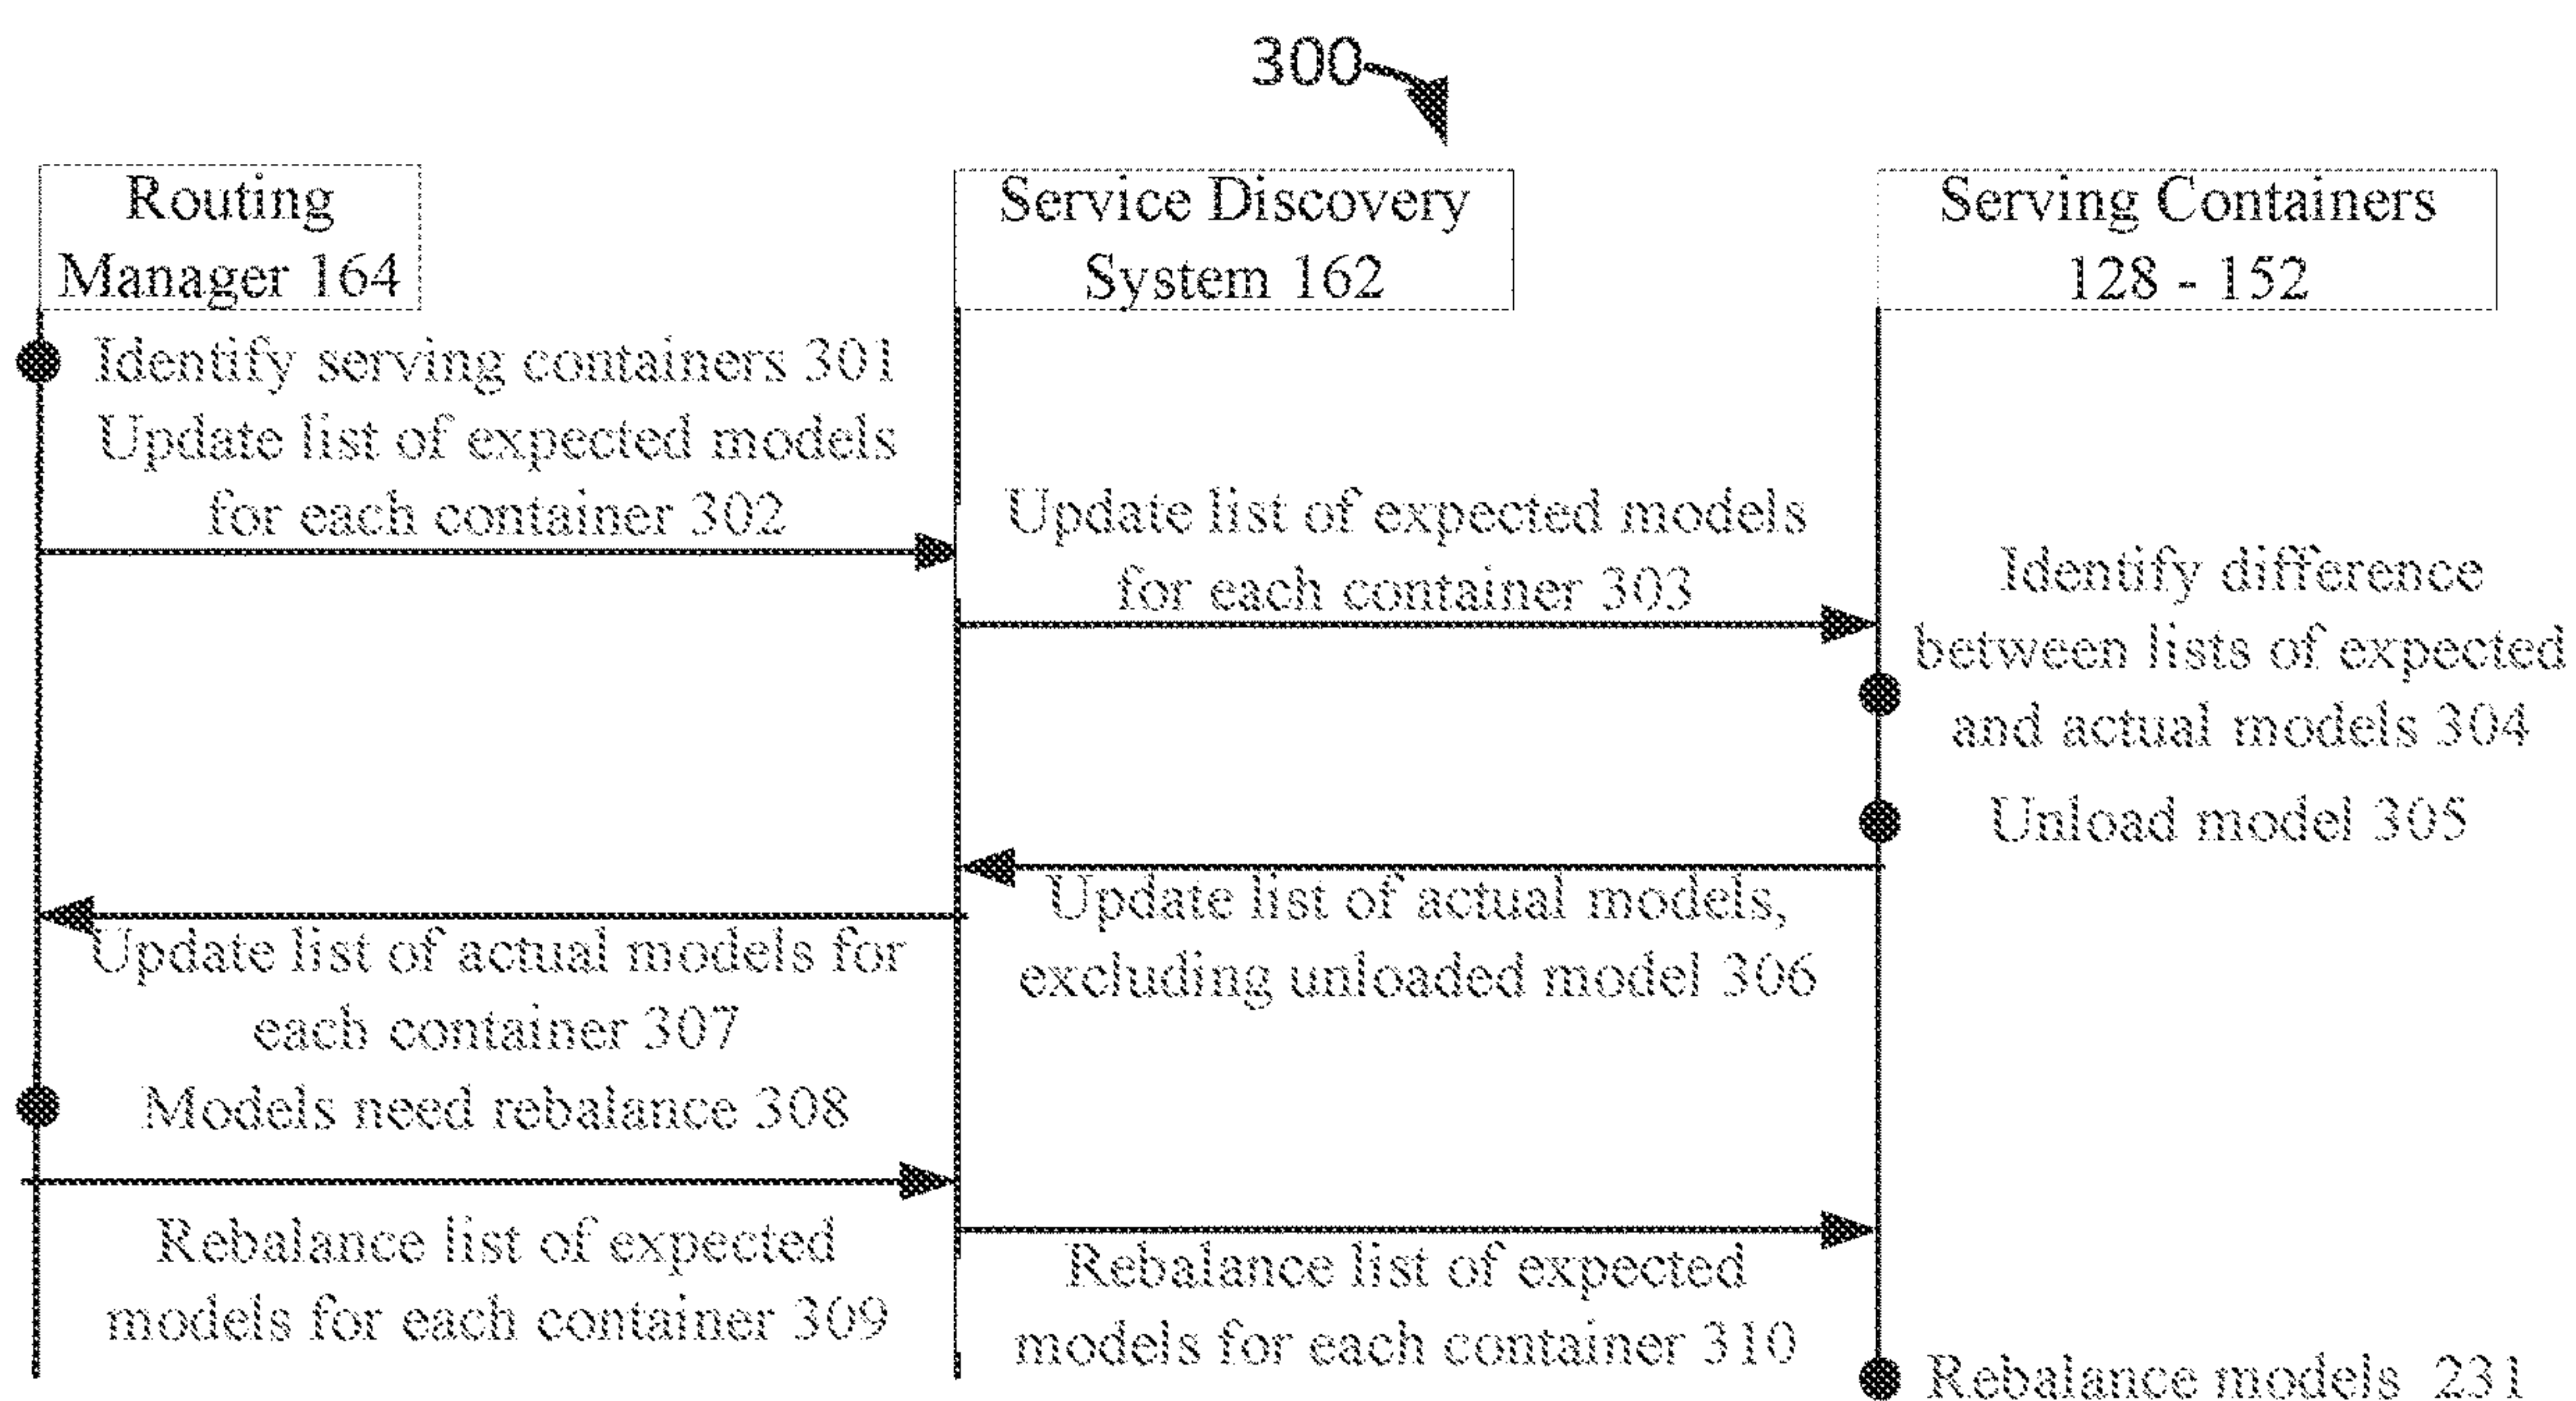 300
Routing
Manager 164
Service Discovery
System 162
Serving Containers
128 - 152
Identify serving containers 301
Update list of expected models
for each container 302
Update list of expected models
for each container 303
Identify difference
between lists of expected
and actual models 304
Unload model 305
Update list of actual models,
excluding unloaded model 306
Update list of actual models for
each container 307
Models need rebalance 308
Rebalance list of expected
models for each container 309
Rebalance list of expected
models for each container 310
Rebalance models 231